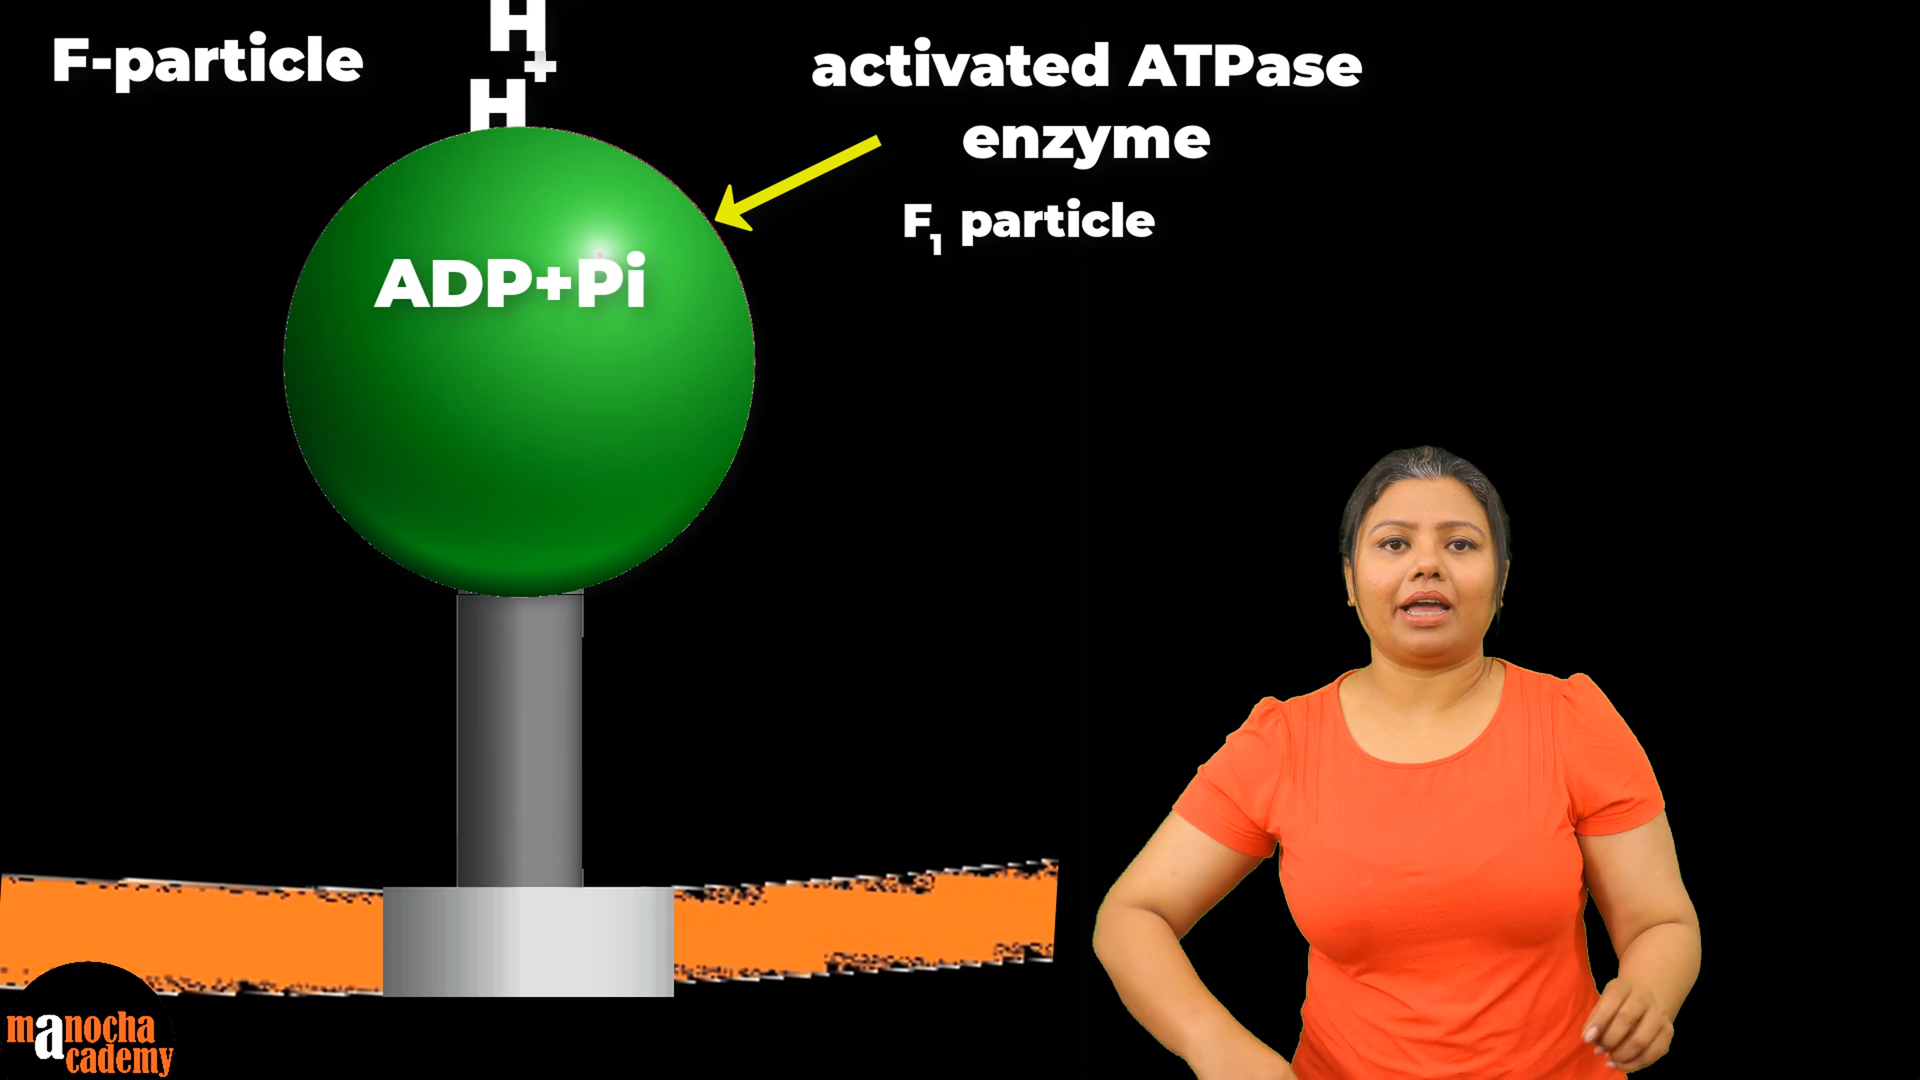 F-particle
H
+
H
activated ATPase
enzyme
F₁ particle
ADP+Pi
manocha
academy